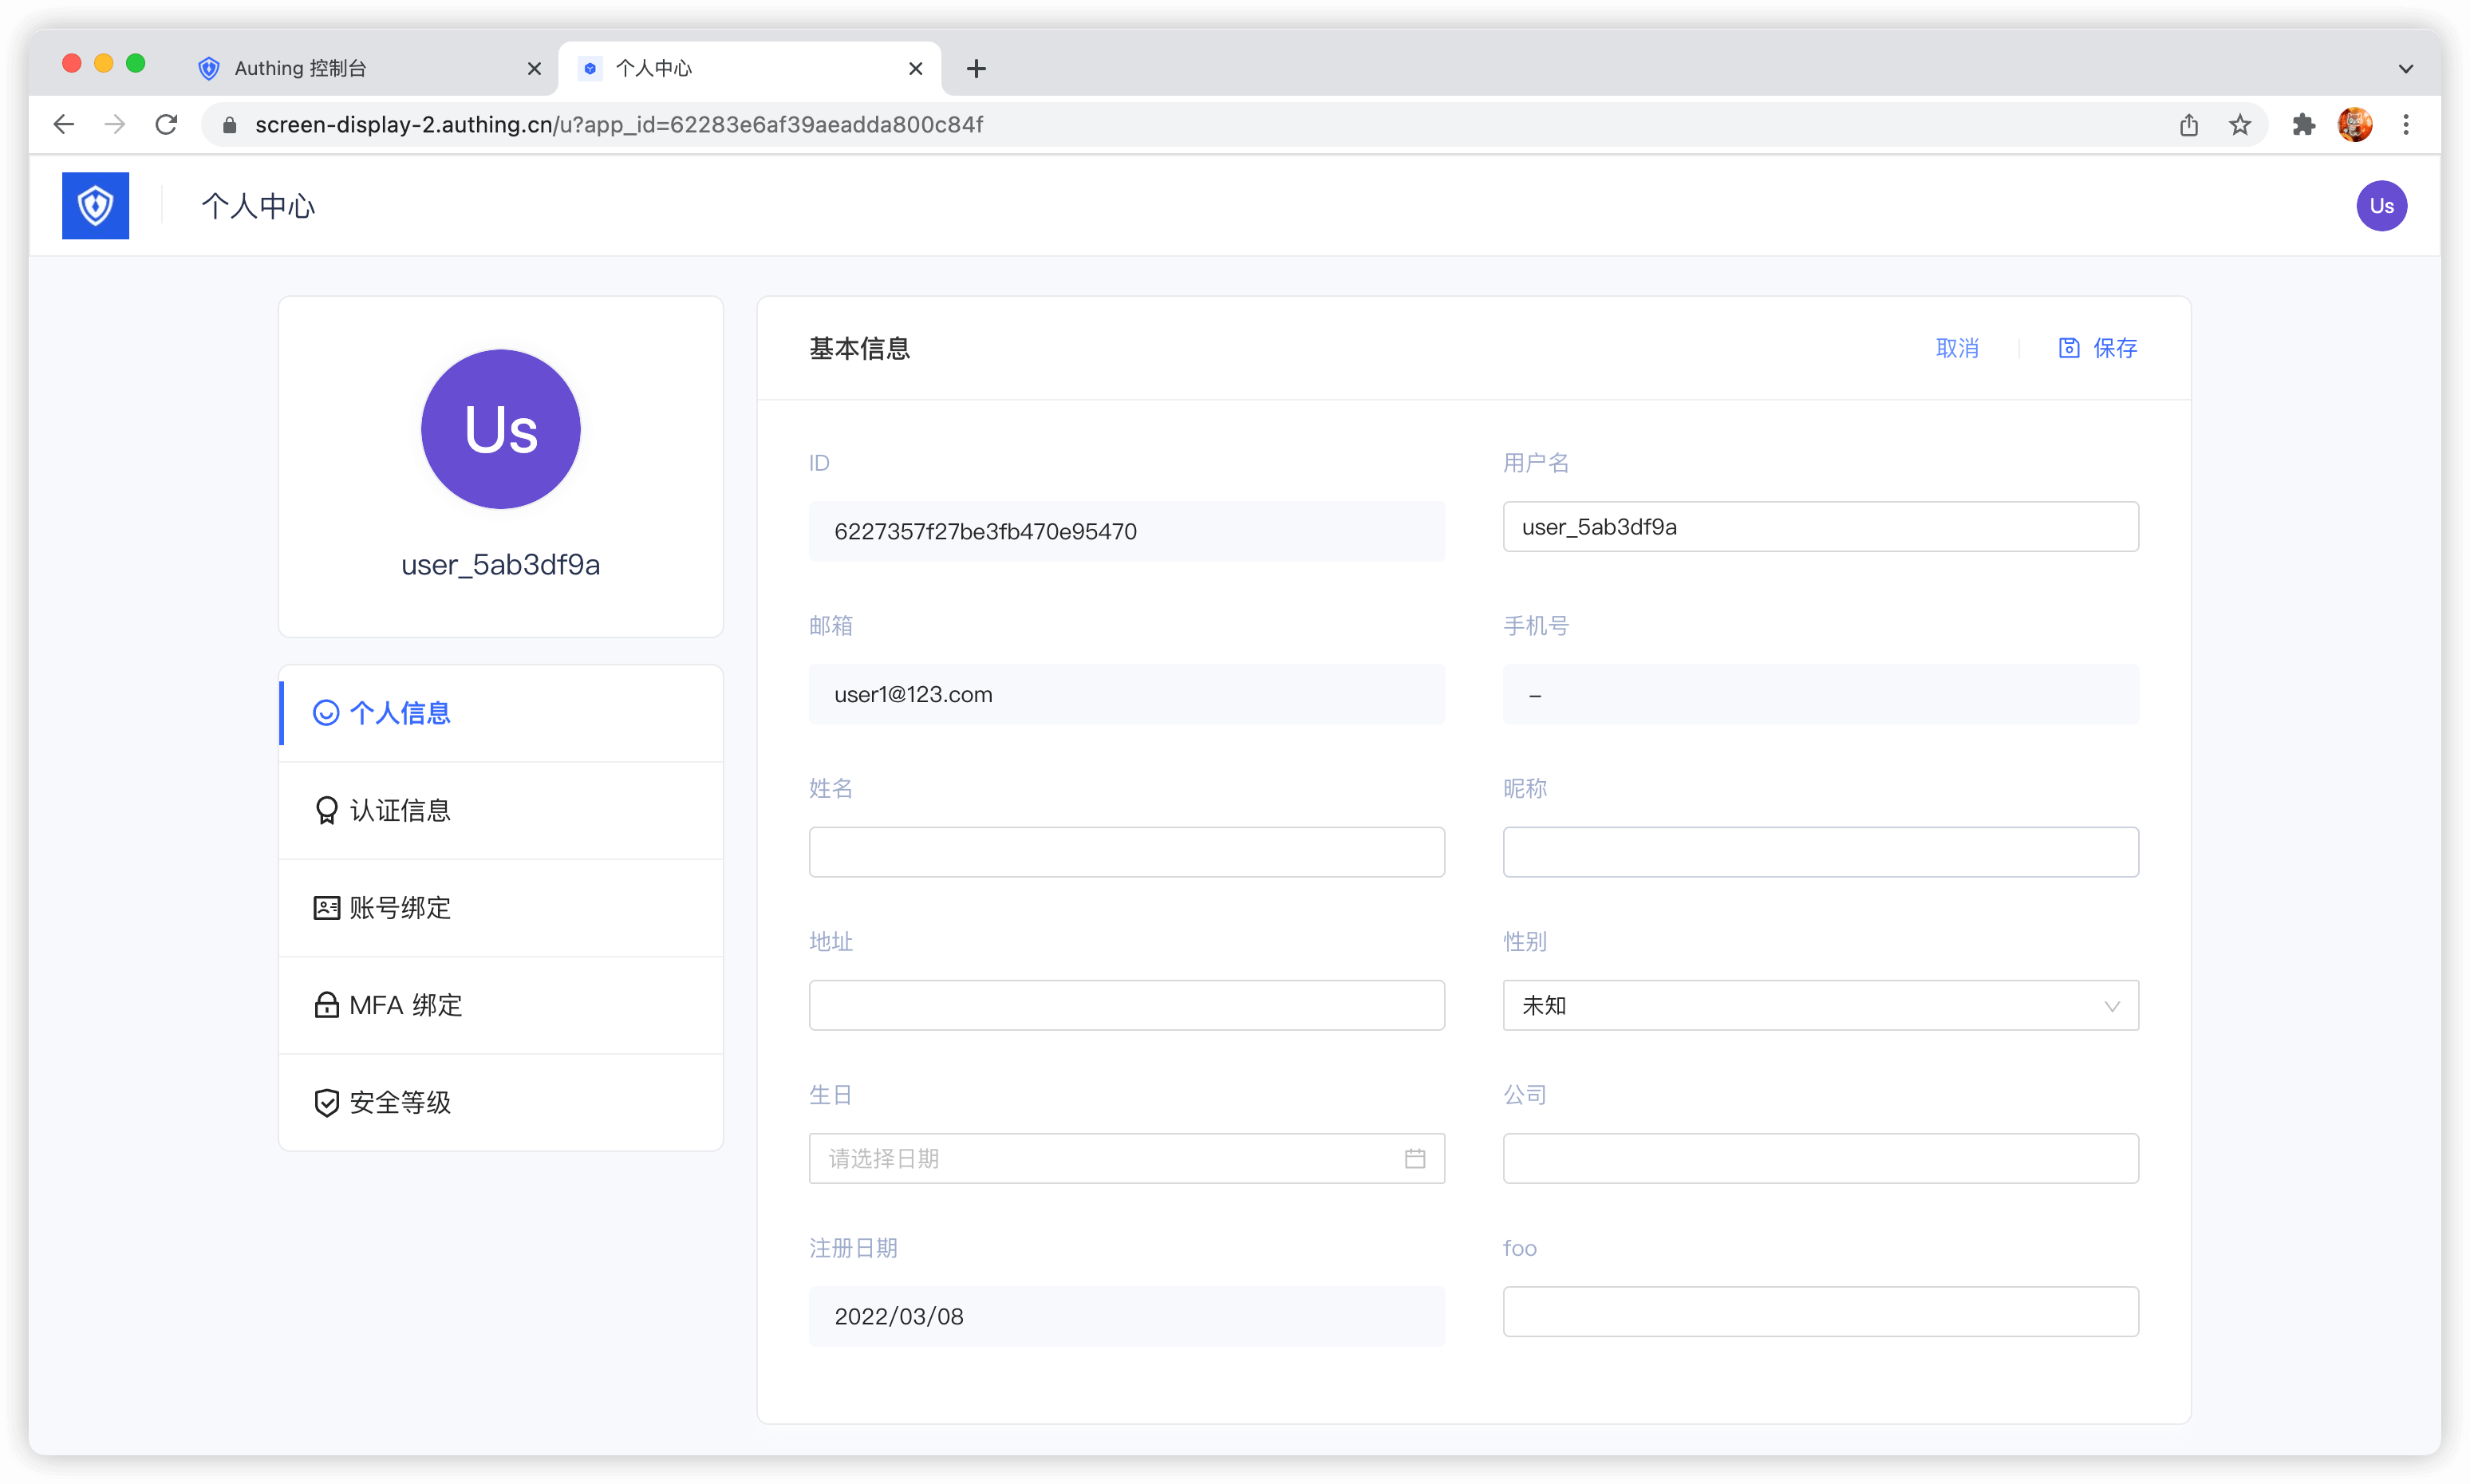 Authing 控制台
个人中心
screen-display-2.authing.cn/u?app_id=62283e6af39aeadda800c84f
个人中心
Us
Us
user_5ab3df9a
个人信息
认证信息
账号绑定
MFA 绑定
安全等级
基本信息
取消
保存
ID
用户名
6227357f27be3fb470e95470
user_5ab3df9a
邮箱
手机号
user1@123.com
–
姓名
昵称
地址
性别
未知
生日
公司
请选择日期
注册日期
foo
2022/03/08